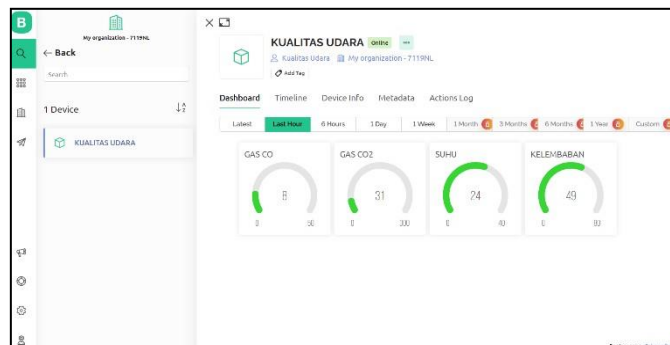 B
My organization - 7119NL
← Back
Search
1 Device
KUALITAS UDARA
KUALITAS UDARA Online
Kualitas Udara My organization - 7119NL
Add Tag
Dashboard Timeline Device Info Metadata Actions Log
Latest Last Hour 6 Hours 1 Day 1 Week 1 Month 3 Months 6 Months 1 Year Custom
GAS CO GAS CO2 SUHU KELEMBABAN
8 31 24 49
0 50 0 300 0 40 0